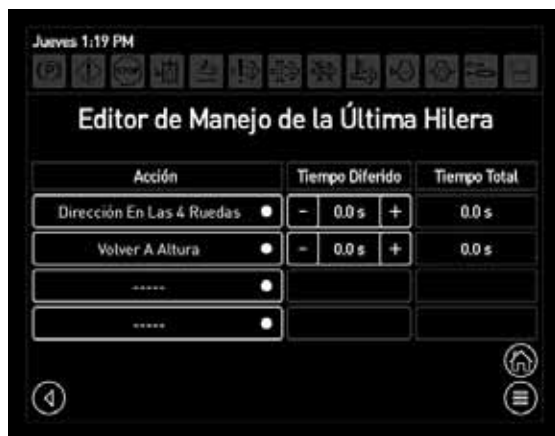 Jueves 1:19 PM
(P) STOP
Editor de Manejo de la Última Hilera
Acción Tiempo Diferido Tiempo Total
Dirección En Las 4 Ruedas - 0.0 s + 0.0 s
Volver A Altura - 0.0 s + 0.0 s
-----
-----